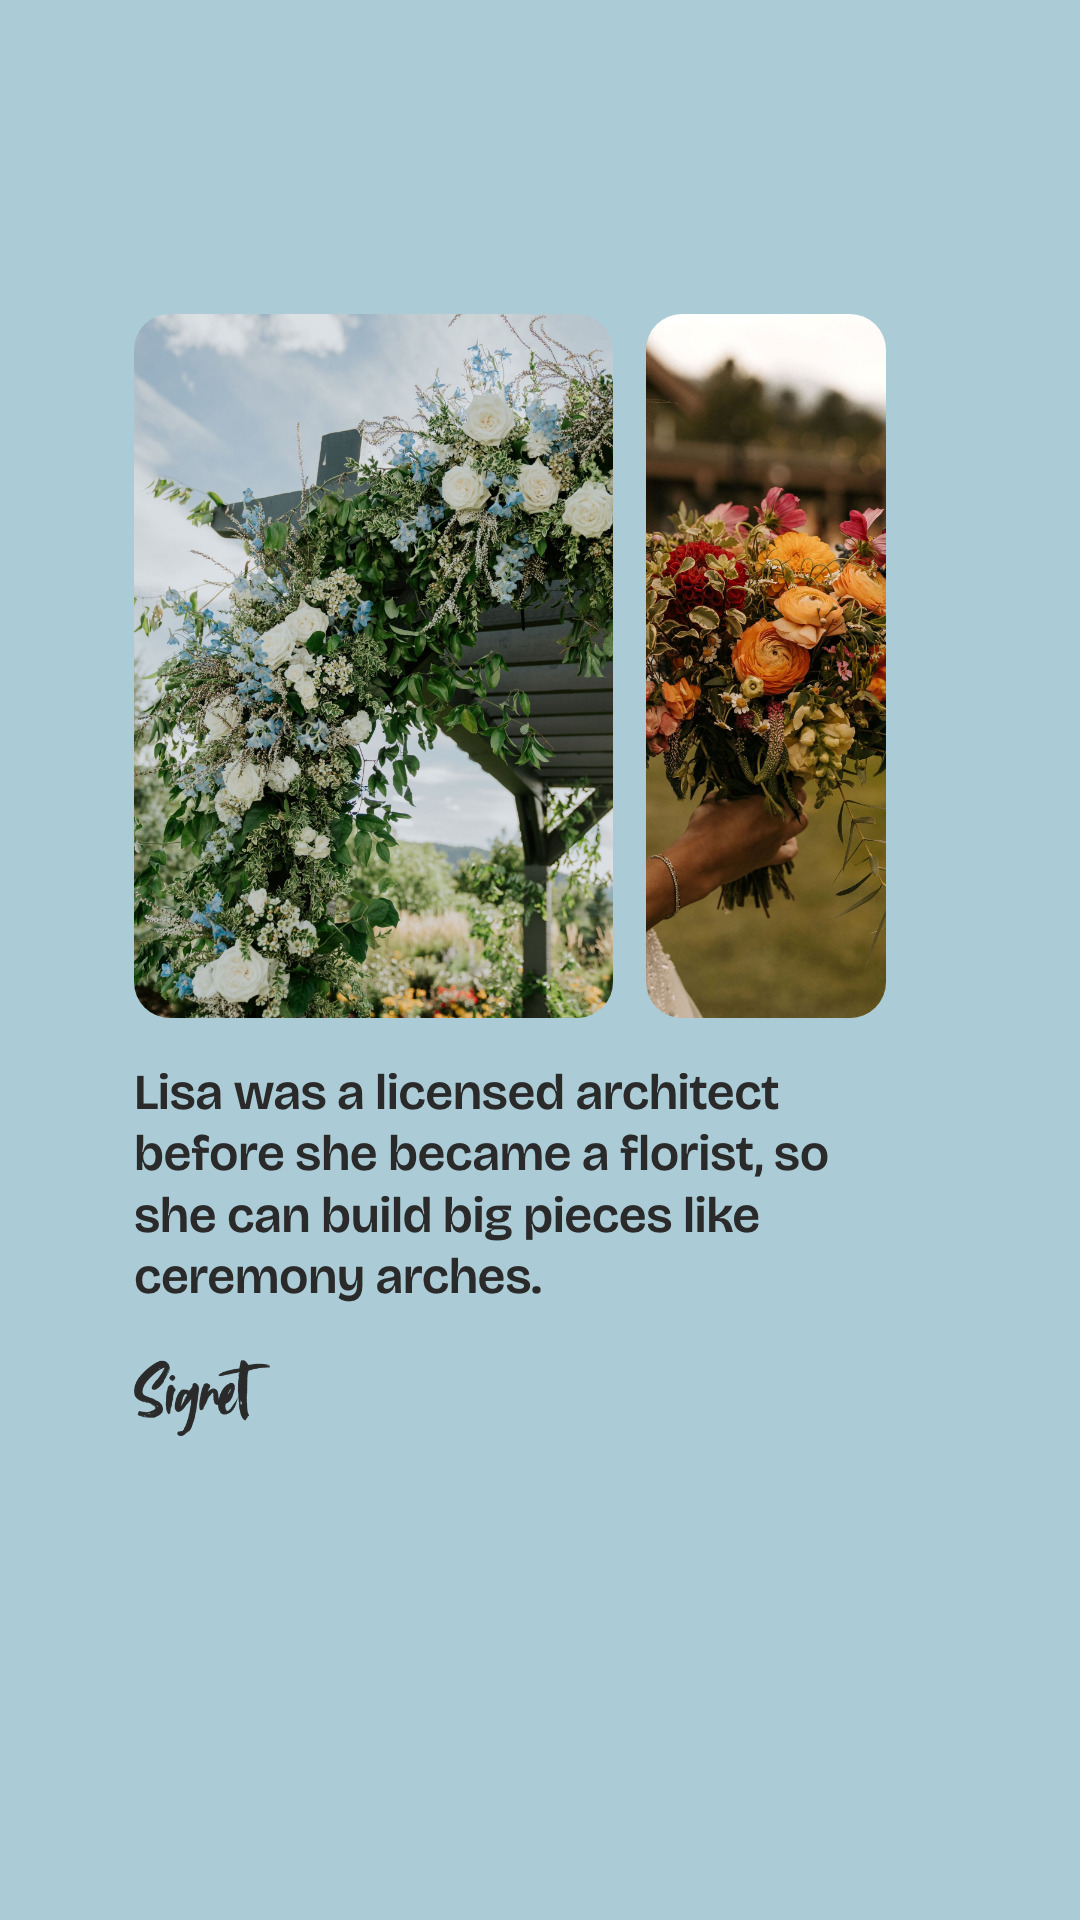 Lisa was a licensed architect
before she became a florist, so
she can build big pieces like
ceremony arches.
Signet